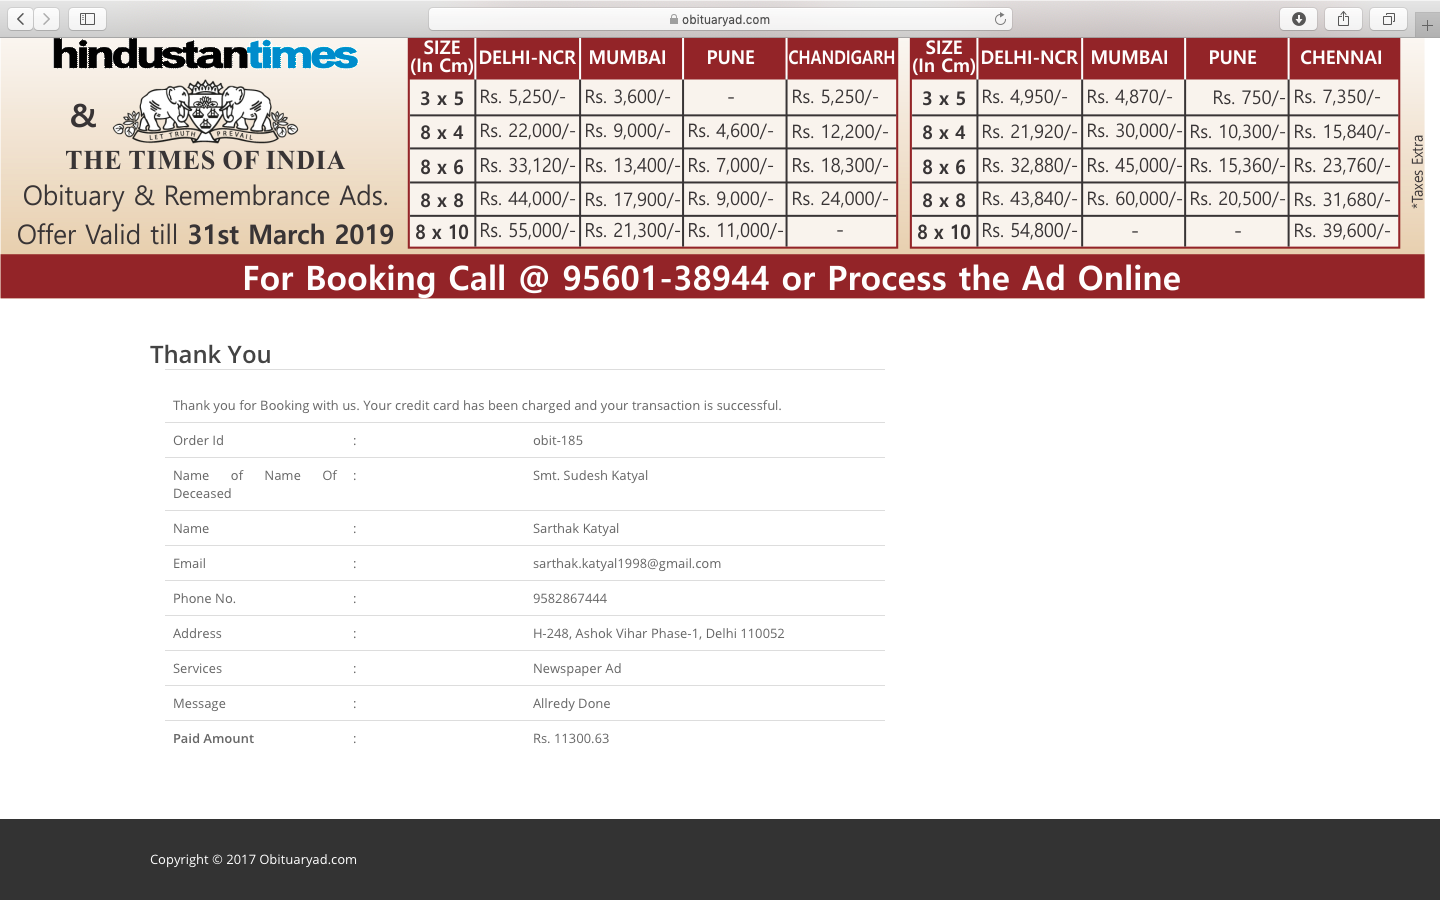 obituaryad.com
hindustantimes
&
LET TRUTH PREVAIL
THE TIMES OF INDIA
Obituary & Remembrance Ads.
Offer Valid till 31st March 2019
SIZE (In Cm) DELHI-NCR MUMBAI PUNE CHANDIGARH
3 x 5 Rs. 5,250/- Rs. 3,600/- - Rs. 5,250/-
8 x 4 Rs. 22,000/- Rs. 9,000/- Rs. 4,600/- Rs. 12,200/-
8 x 6 Rs. 33,120/- Rs. 13,400/- Rs. 7,000/- Rs. 18,300/-
8 x 8 Rs. 44,000/- Rs. 17,900/- Rs. 9,000/- Rs. 24,000/-
8 x 10 Rs. 55,000/- Rs. 21,300/- Rs. 11,000/- -
SIZE (In Cm) DELHI-NCR MUMBAI PUNE CHENNAI
3 x 5 Rs. 4,950/- Rs. 4,870/- Rs. 750/- Rs. 7,350/-
8 x 4 Rs. 21,920/- Rs. 30,000/- Rs. 10,300/- Rs. 15,840/-
8 x 6 Rs. 32,880/- Rs. 45,000/- Rs. 15,360/- Rs. 23,760/-
8 x 8 Rs. 43,840/- Rs. 60,000/- Rs. 20,500/- Rs. 31,680/-
8 x 10 Rs. 54,800/- - - Rs. 39,600/-
*Taxes Extra
For Booking Call @ 95601-38944 or Process the Ad Online
Thank You
Thank you for Booking with us. Your credit card has been charged and your transaction is successful.
Order Id : obit-185
Name of Name Of : Smt. Sudesh Katyal
Deceased
Name : Sarthak Katyal
Email : sarthak.katyal1998@gmail.com
Phone No. : 9582867444
Address : H-248, Ashok Vihar Phase-1, Delhi 110052
Services : Newspaper Ad
Message : Allredy Done
Paid Amount : Rs. 11300.63
Copyright © 2017 Obituaryad.com